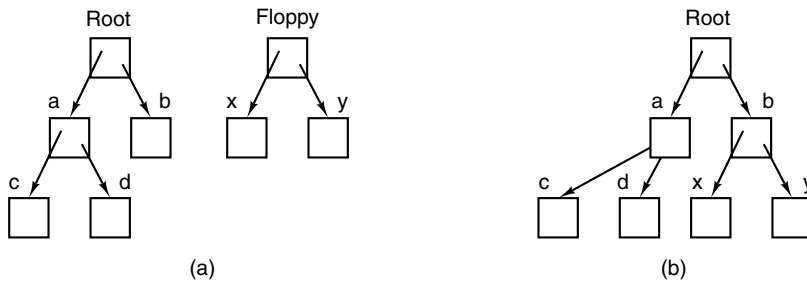 Root Floppy
a b x y
c d
(a)
Root
a b
c d x y
(b)